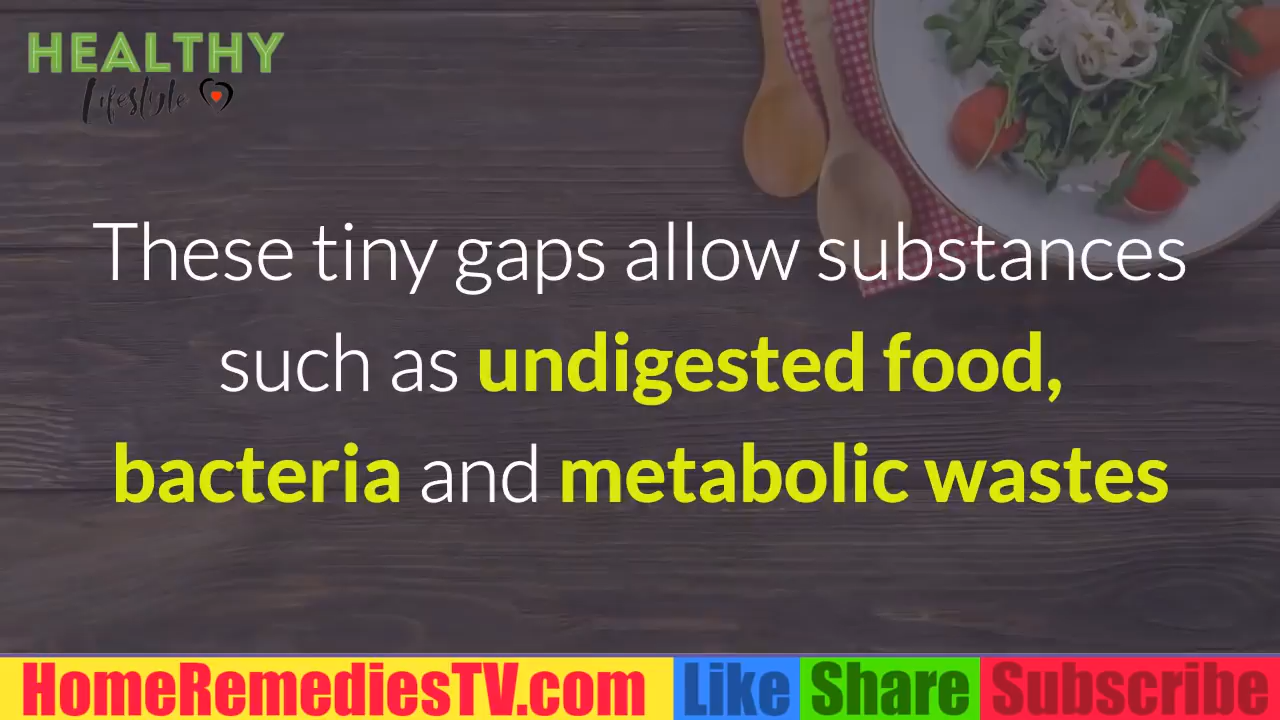 HEALTHY
Lifestyle
These tiny gaps allow substances
such as undigested food,
bacteria and metabolic wastes
HomeRemediesTV.com Like Share Subscribe